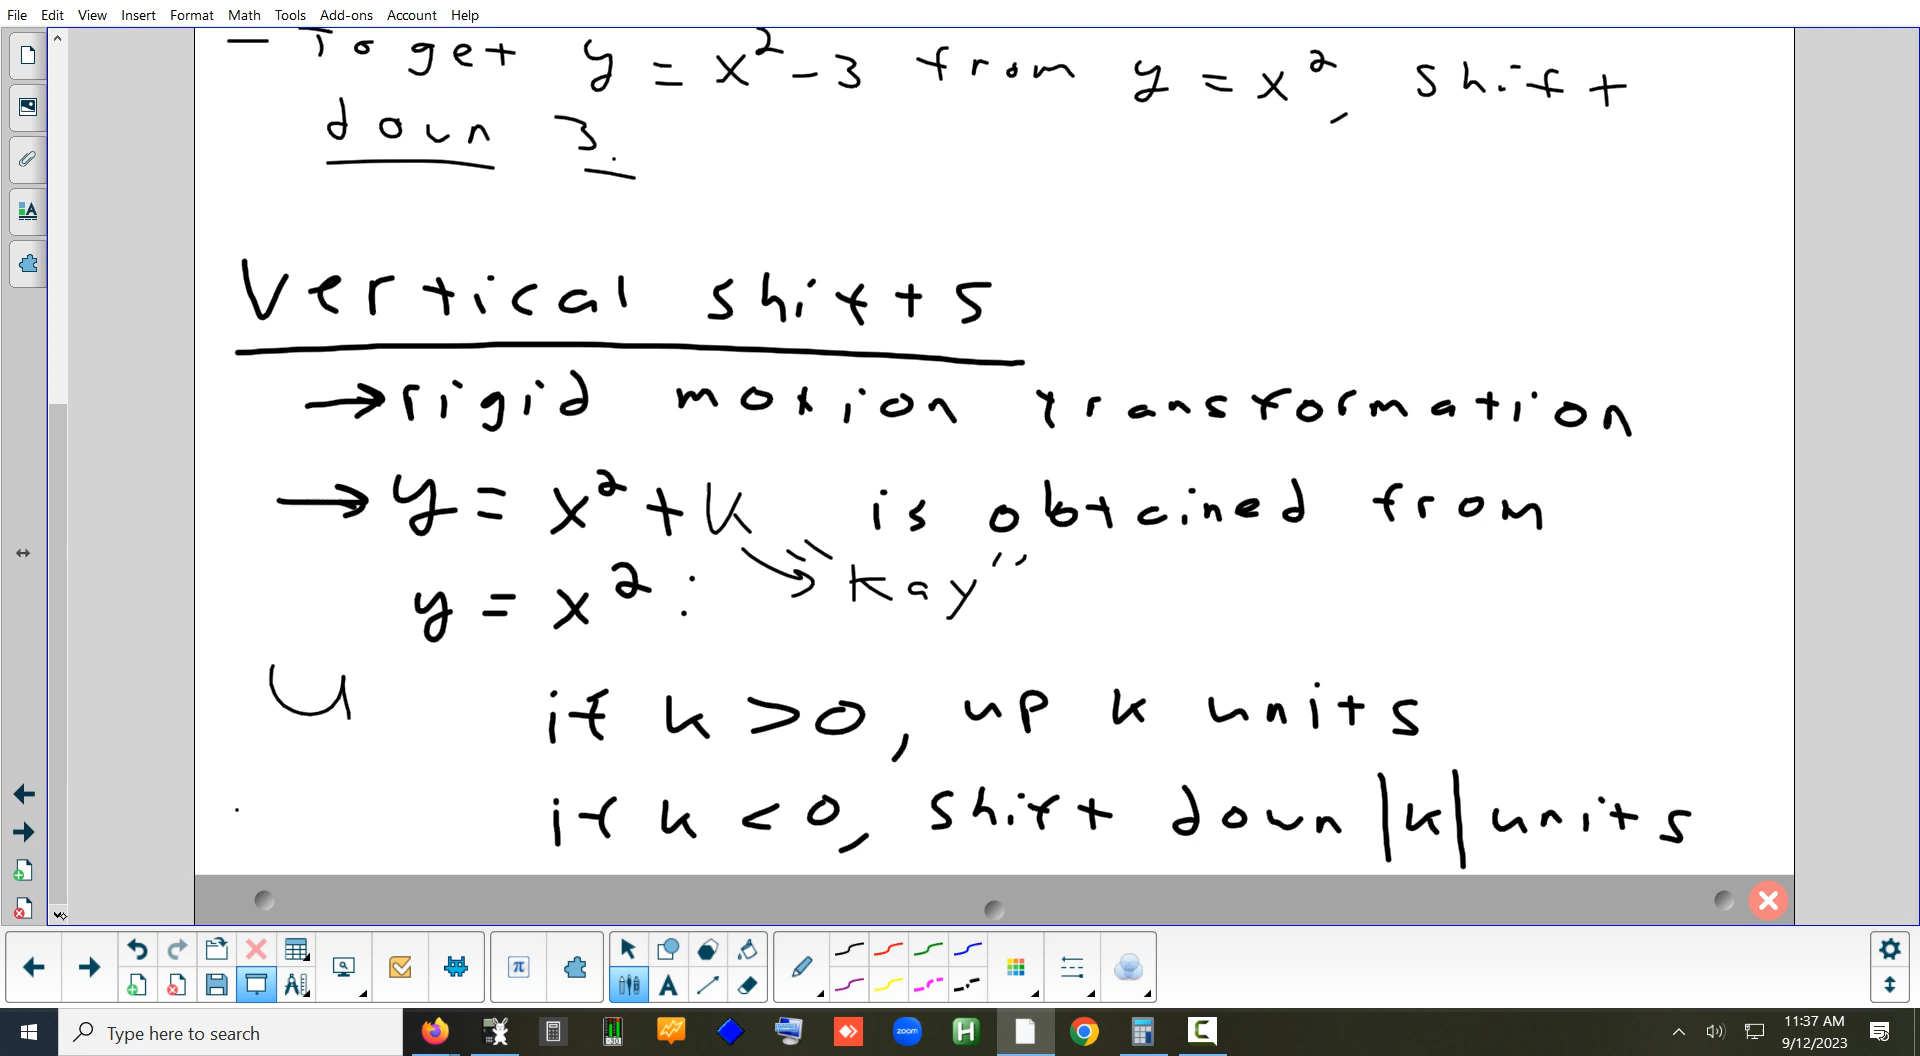 File Edit View Insert Format Math Tools Add-ons Account Help
— To get y = x² - 3 from y = x², shift
down 3.
Vertical shifts
→ rigid motion transformation
→ y = x² + k is obtained from
"kay"
y = x² :
if k > 0, up k units
if k < 0, shift down |k| units
Type here to search
zoom
H
11:37 AM
9/12/2023